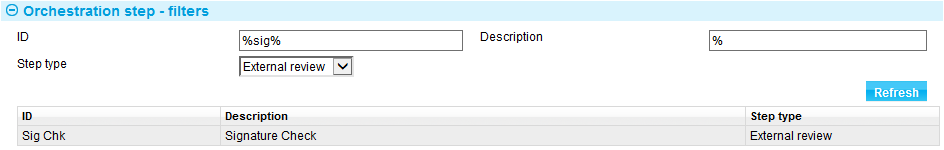 Orchestration step - filters
ID %sig% Description %
Step type External review
Refresh
ID Description Step type
Sig Chk Signature Check External review